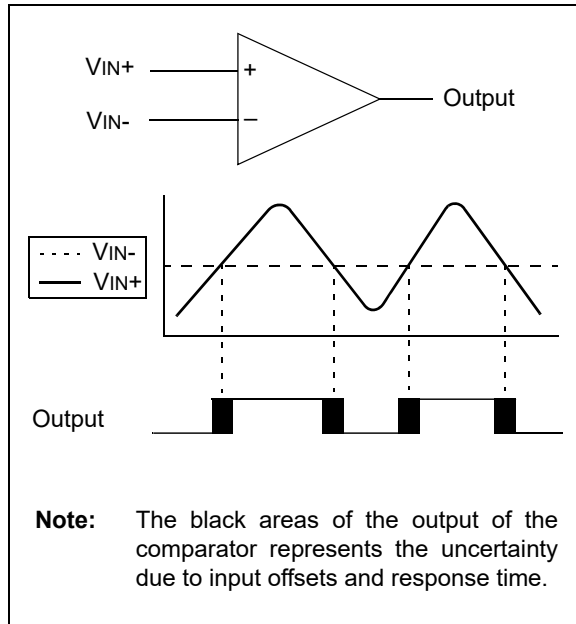 VIN+
+
Output
VIN-
–
VIN-
VIN+
Output
Note: The black areas of the output of the
comparator represents the uncertainty
due to input offsets and response time.